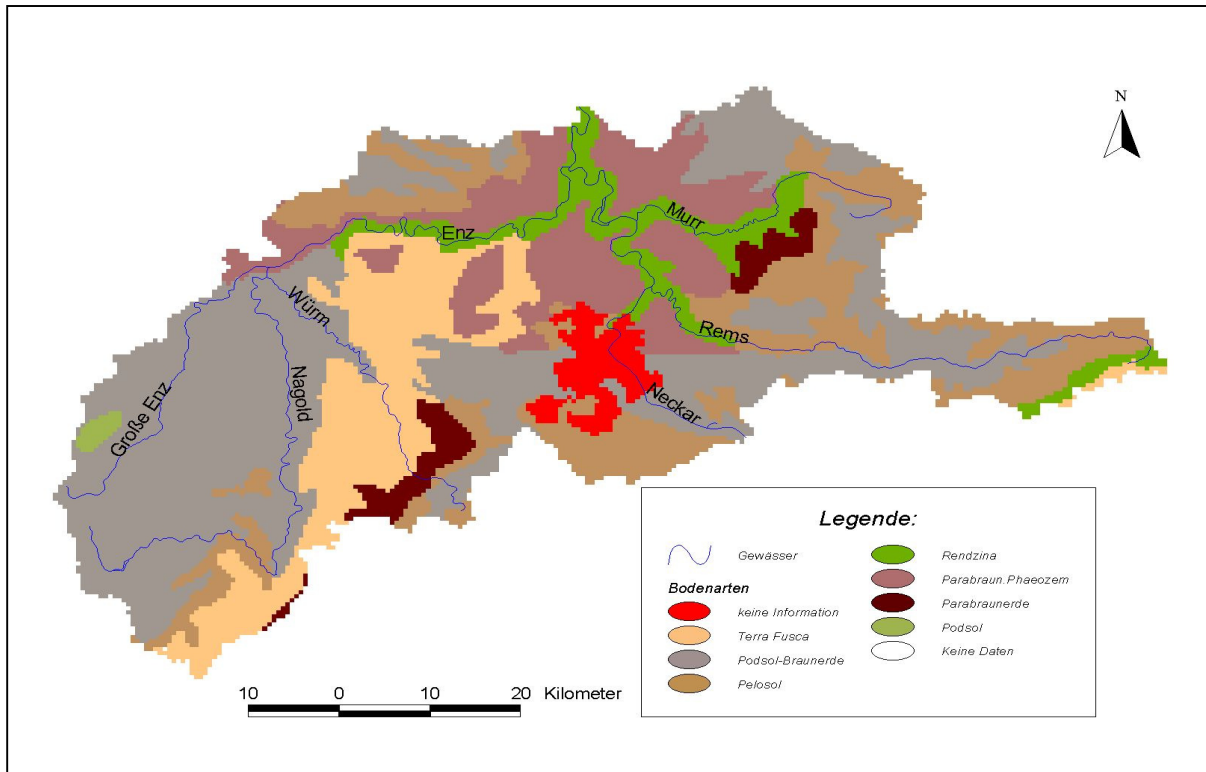 N
Murr
Enz
Würm
Rems
Nagold
Große Enz
Neckar
Legende:
Gewässer
Bodenarten
keine Information
Terra Fusca
Podsol-Braunerde
Pelosol
Rendzina
Parabraun.Phaeozem
Parabraunerde
Podsol
Keine Daten
10 0 10 20 Kilometer